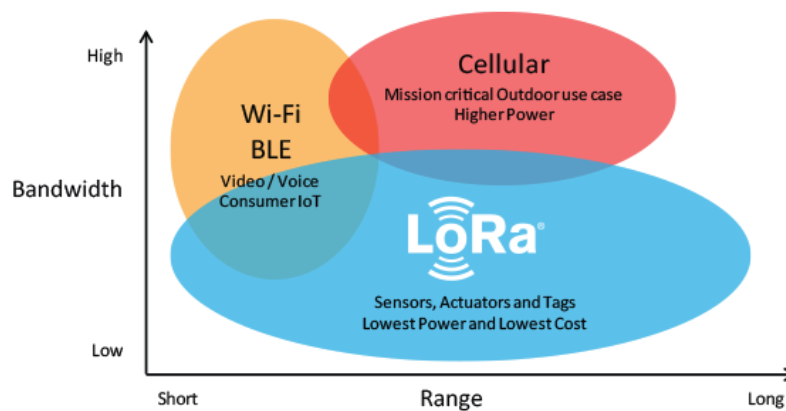 High
Bandwidth
Low
Wi-Fi
BLE
Video / Voice
Consumer IoT
Cellular
Mission critical Outdoor use case
Higher Power
LoRa®
Sensors, Actuators and Tags
Lowest Power and Lowest Cost
Short
Range
Long